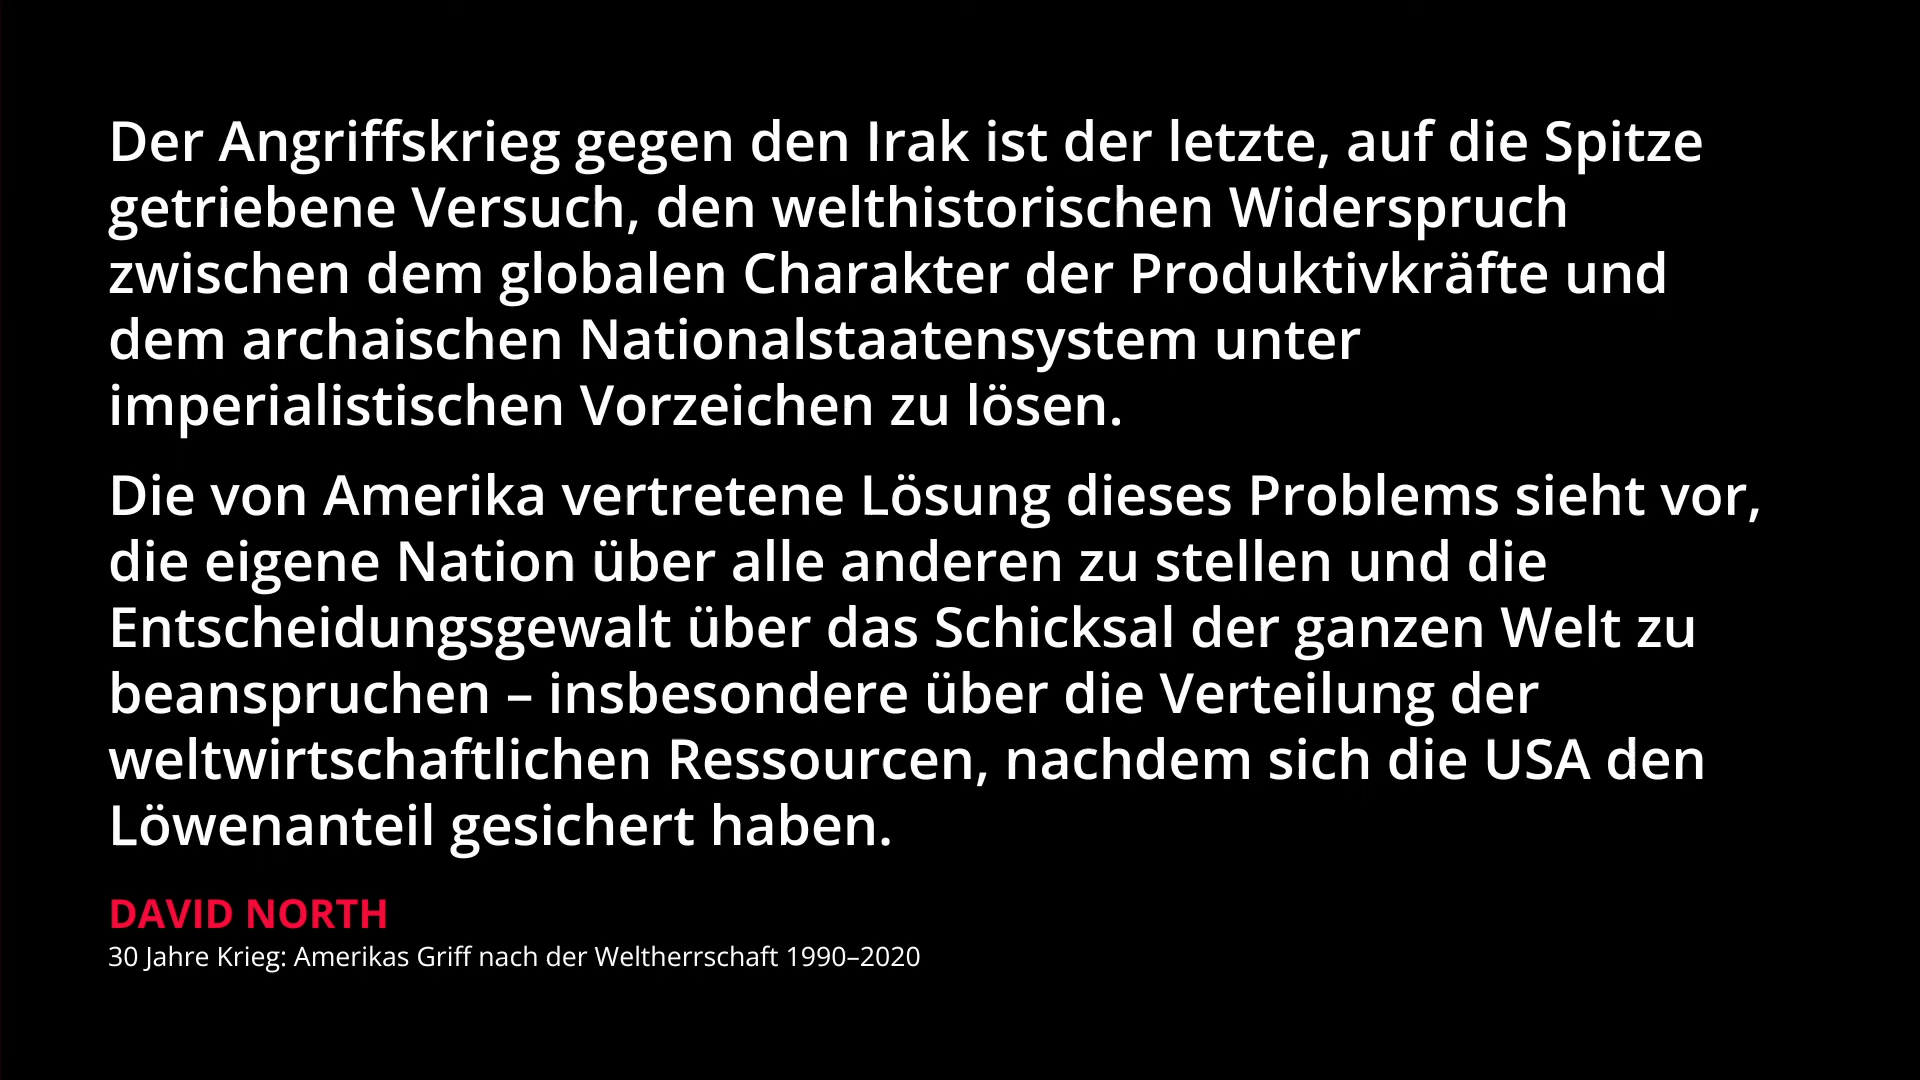 Der Angriffskrieg gegen den Irak ist der letzte, auf die Spitze
getriebene Versuch, den welthistorischen Widerspruch
zwischen dem globalen Charakter der Produktivkräfte und
dem archaischen Nationalstaatensystem unter
imperialistischen Vorzeichen zu lösen.
Die von Amerika vertretene Lösung dieses Problems sieht vor,
die eigene Nation über alle anderen zu stellen und die
Entscheidungsgewalt über das Schicksal der ganzen Welt zu
beanspruchen – insbesondere über die Verteilung der
weltwirtschaftlichen Ressourcen, nachdem sich die USA den
Löwenanteil gesichert haben.
DAVID NORTH
30 Jahre Krieg: Amerikas Griff nach der Weltherrschaft 1990–2020